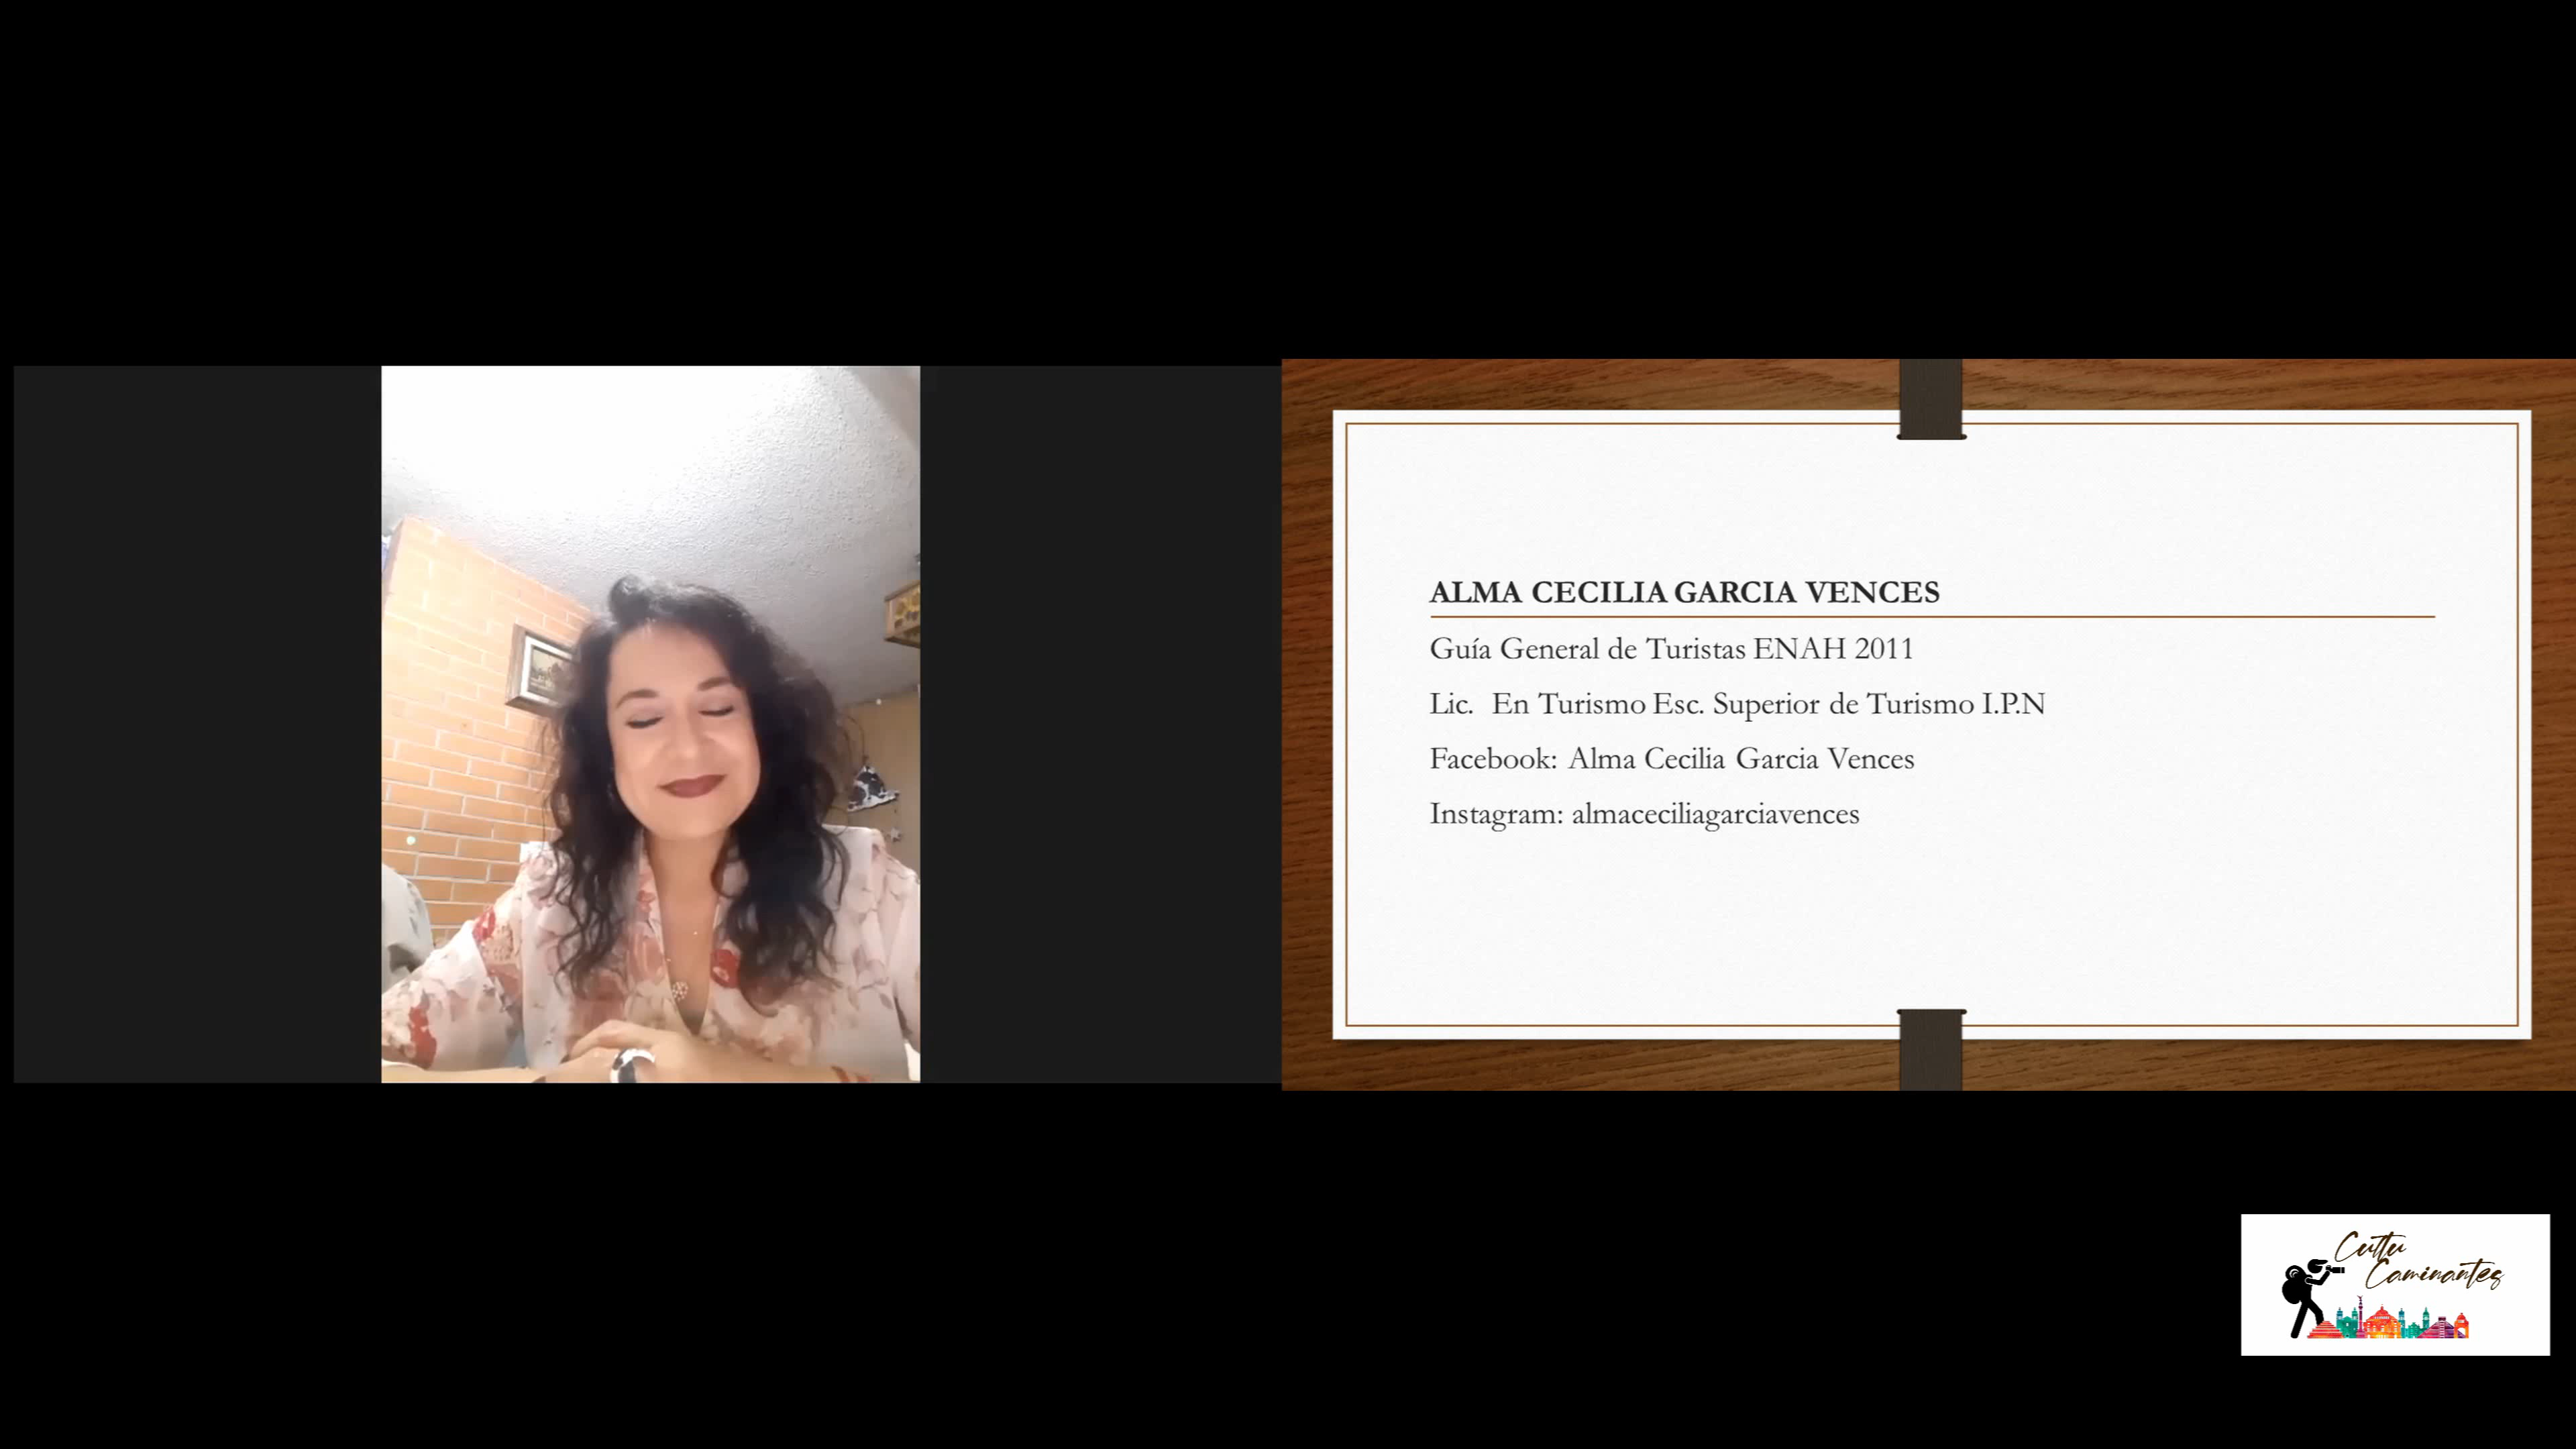 ALMA CECILIA GARCIA VENCES
Guía General de Turistas ENAH 2011
Lic. En Turismo Esc. Superior de Turismo I.P.N
Facebook: Alma Cecilia Garcia Vences
Instagram: almaceciliagarciavences
Cultu
Caminantes